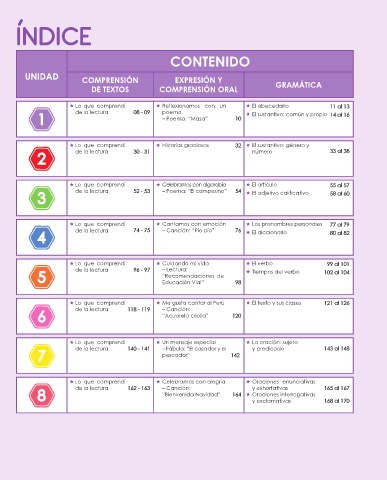 ÍNDICE
UNIDAD
CONTENIDO
COMPRENSIÓN
DE TEXTOS
EXPRESIÓN Y
COMPRENSIÓN ORAL
GRAMÁTICA
1
Lo que comprendí
de la lectura 08 - 09
Reflexionamos con un
poema
– Poema: "Masa" 10
El abecedario 11 al 13
El sustantivo: común y propio 14 al 16
2
Lo que comprendí
de la lectura 30 - 31
Historias graciosas 32
El sustantivo: género y
número 33 al 38
3
Lo que comprendí
de la lectura 52 - 53
Celebramos con algarabía
– Poema: "El campesino" 54
El artículo 55 al 57
El adjetivo calificativo 58 al 60
4
Lo que comprendí
de la lectura 74 - 75
Cantamos con emoción
– Canción: "Pío pío" 76
Los pronombres personales 77 al 79
El diccionario 80 al 82
5
Lo que comprendí
de la lectura 96 - 97
Cuidando mi vida
– Lectura:
"Recomendaciones de
Educación Vial" 98
El verbo 99 al 101
Tiempos del verbo 102 al 104
6
Lo que comprendí
de la lectura 118 - 119
Me gusta cantar al Perú
– Canción:
"Acuarela criolla" 120
El texto y sus clases 121 al 126
7
Lo que comprendí
de la lectura 140 - 141
Un mensaje especial
– Fábula: "El cazador y el
pescador" 142
La oración: sujeto
y predicado 143 al 148
8
Lo que comprendí
de la lectura 162 - 163
Celebramos con alegría
– Canción:
"Bienvenida Navidad" 164
Oraciones enunciativas
y exhortativas 165 al 167
Oraciones interrogativas
y exclamativas 168 al 170